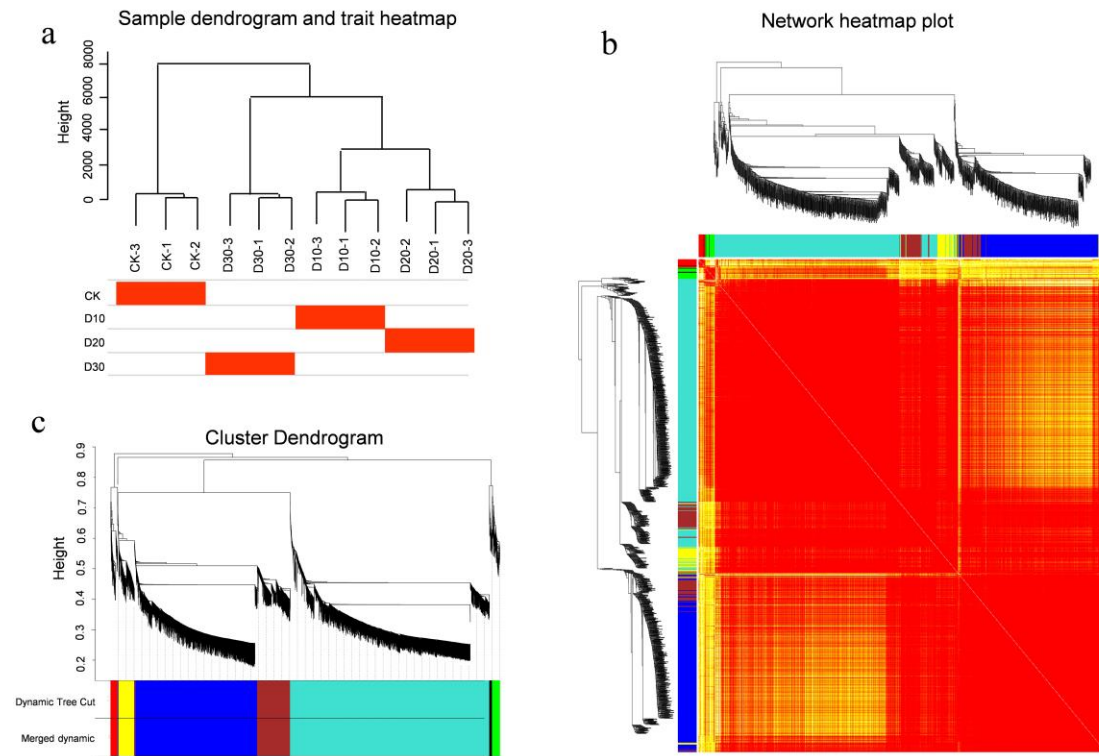 a
Sample dendrogram and trait heatmap
Height
8000
6000
4000
2000
0
CK-3
CK-1
CK-2
D30-3
D30-1
D30-2
D10-3
D10-1
D10-2
D20-2
D20-1
D20-3
CK
D10
D20
D30
b
Network heatmap plot
c
Cluster Dendrogram
Height
0.9
0.8
0.7
0.6
0.5
0.4
0.3
0.2
Dynamic Tree Cut
Merged dynamic